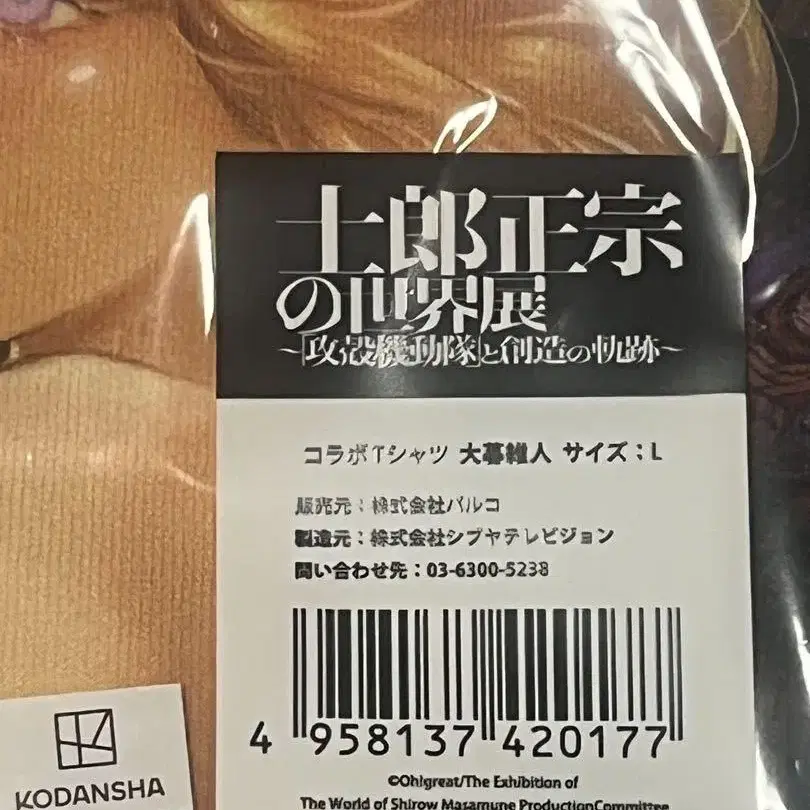 士郎正宗
の世界展
～「攻殻機動隊」と創造の軌跡～
コラボTシャツ 大暮維人 サイズ：L
販売元：株式会社パルコ
製造元：株式会社シブヤテレビジョン
問い合わせ先：03-6300-5238
4 958137 420177
©Oh!great/The Exhibition of
The World of Shirow Masamune ProductionCommittee
KODANSHA